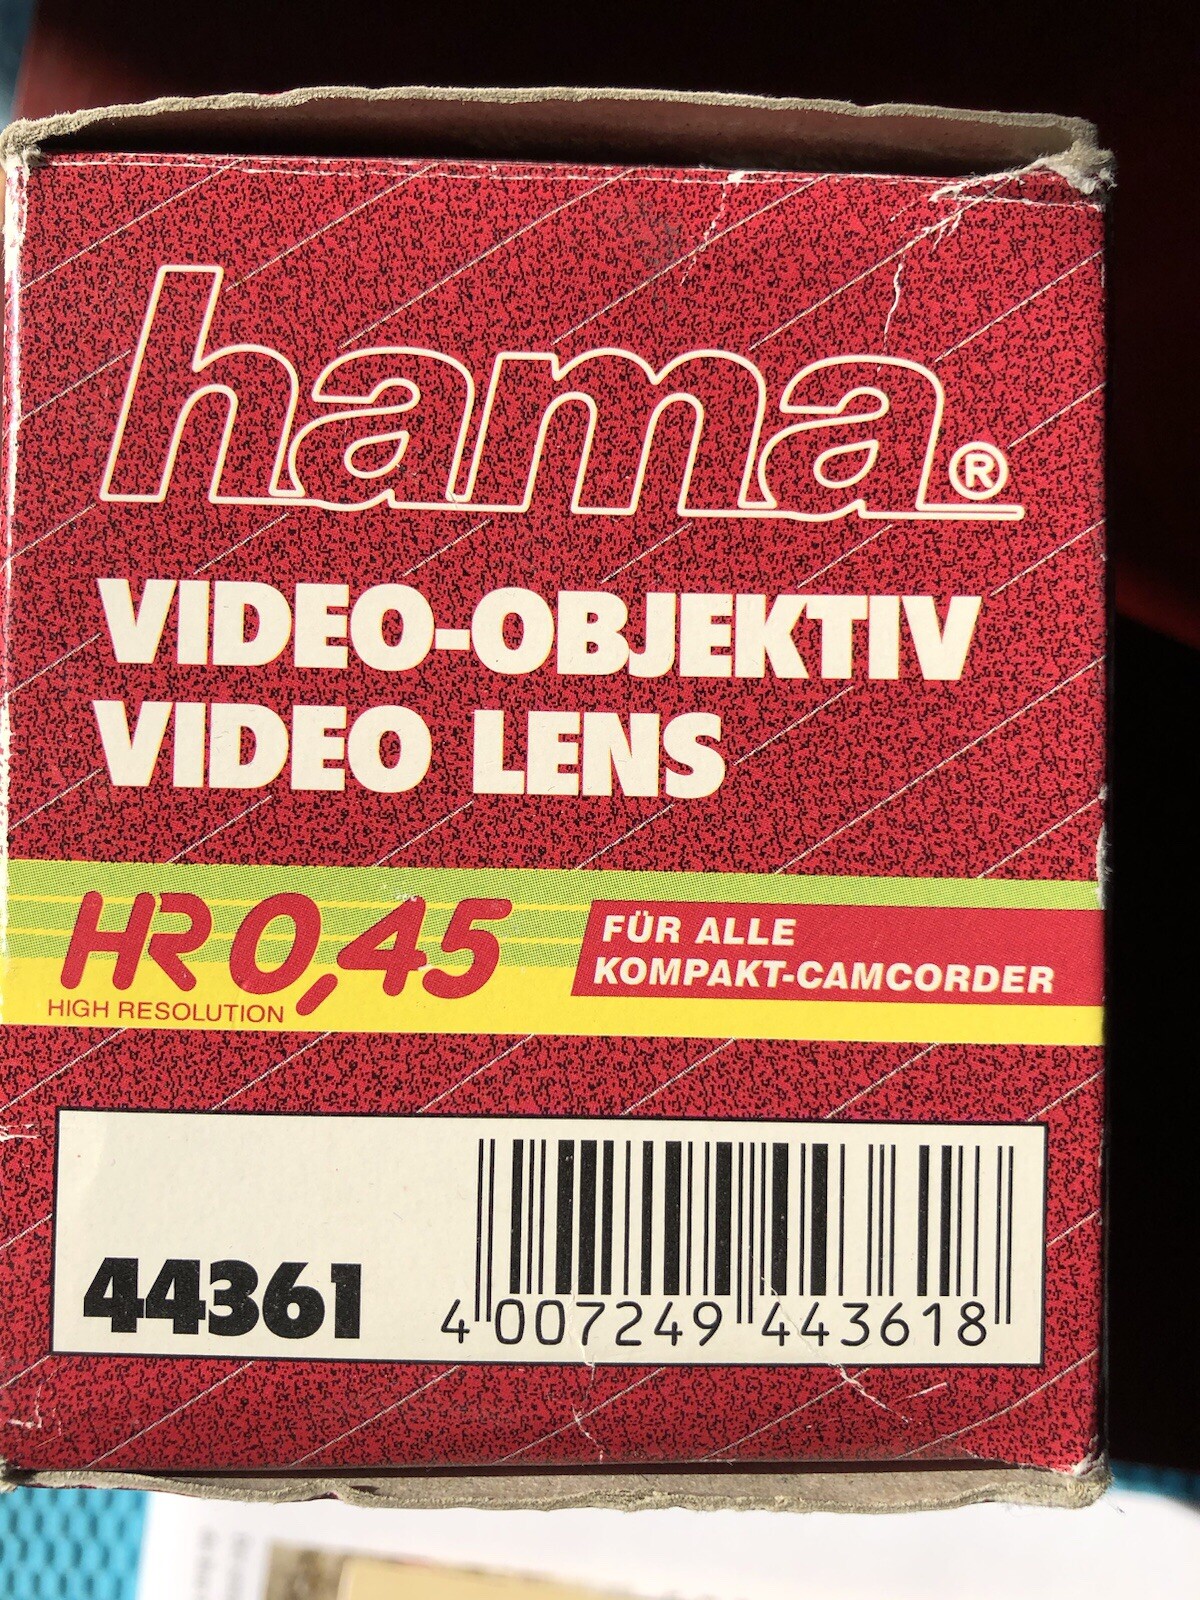 hama®
VIDEO-OBJEKTIV
VIDEO LENS
HR 0,45
HIGH RESOLUTION
FÜR ALLE
KOMPAKT-CAMCORDER
44361
4 007249 443618